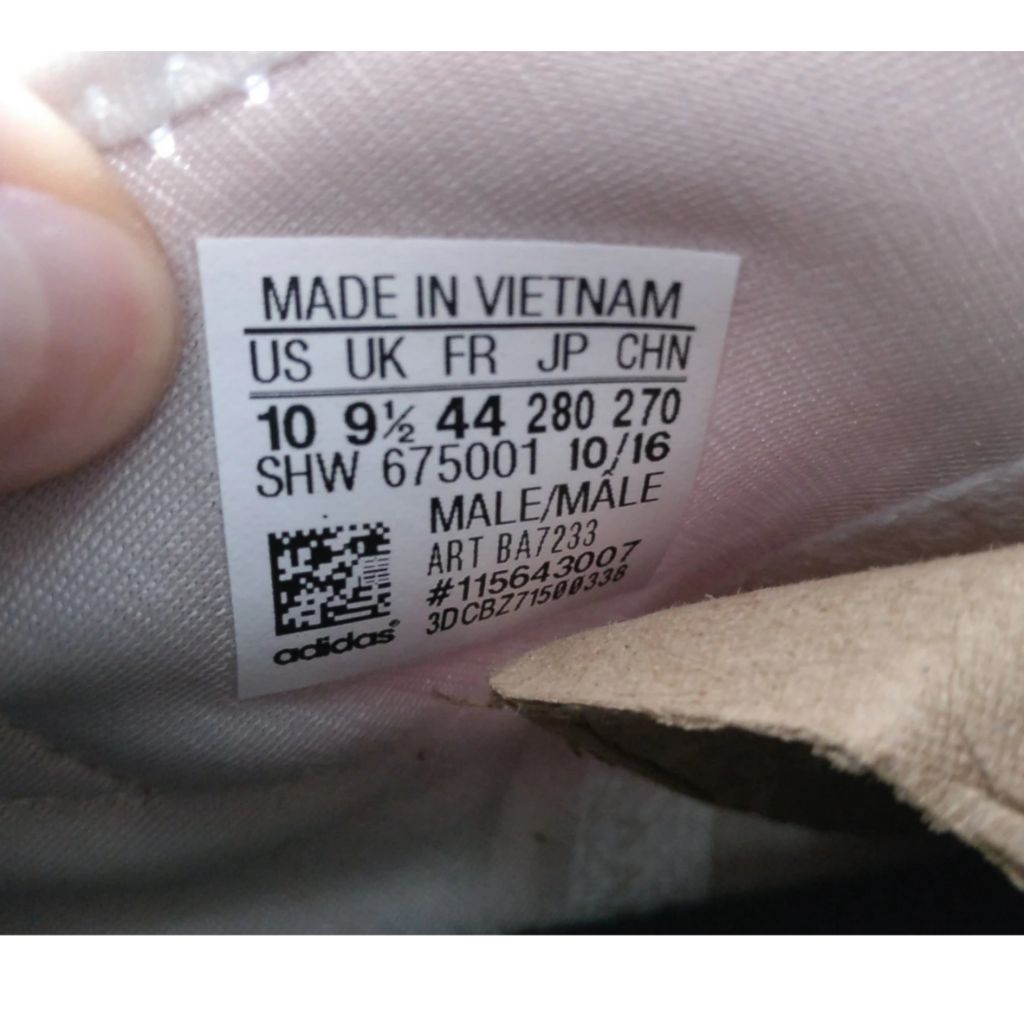 MADE IN VIETNAM
US UK FR JP CHN
10 9½ 44 280 270
SHW 675001 10/16
MALE/MÂLE
ART BA7233
#115643007
3DCBZ71500338
adidas®